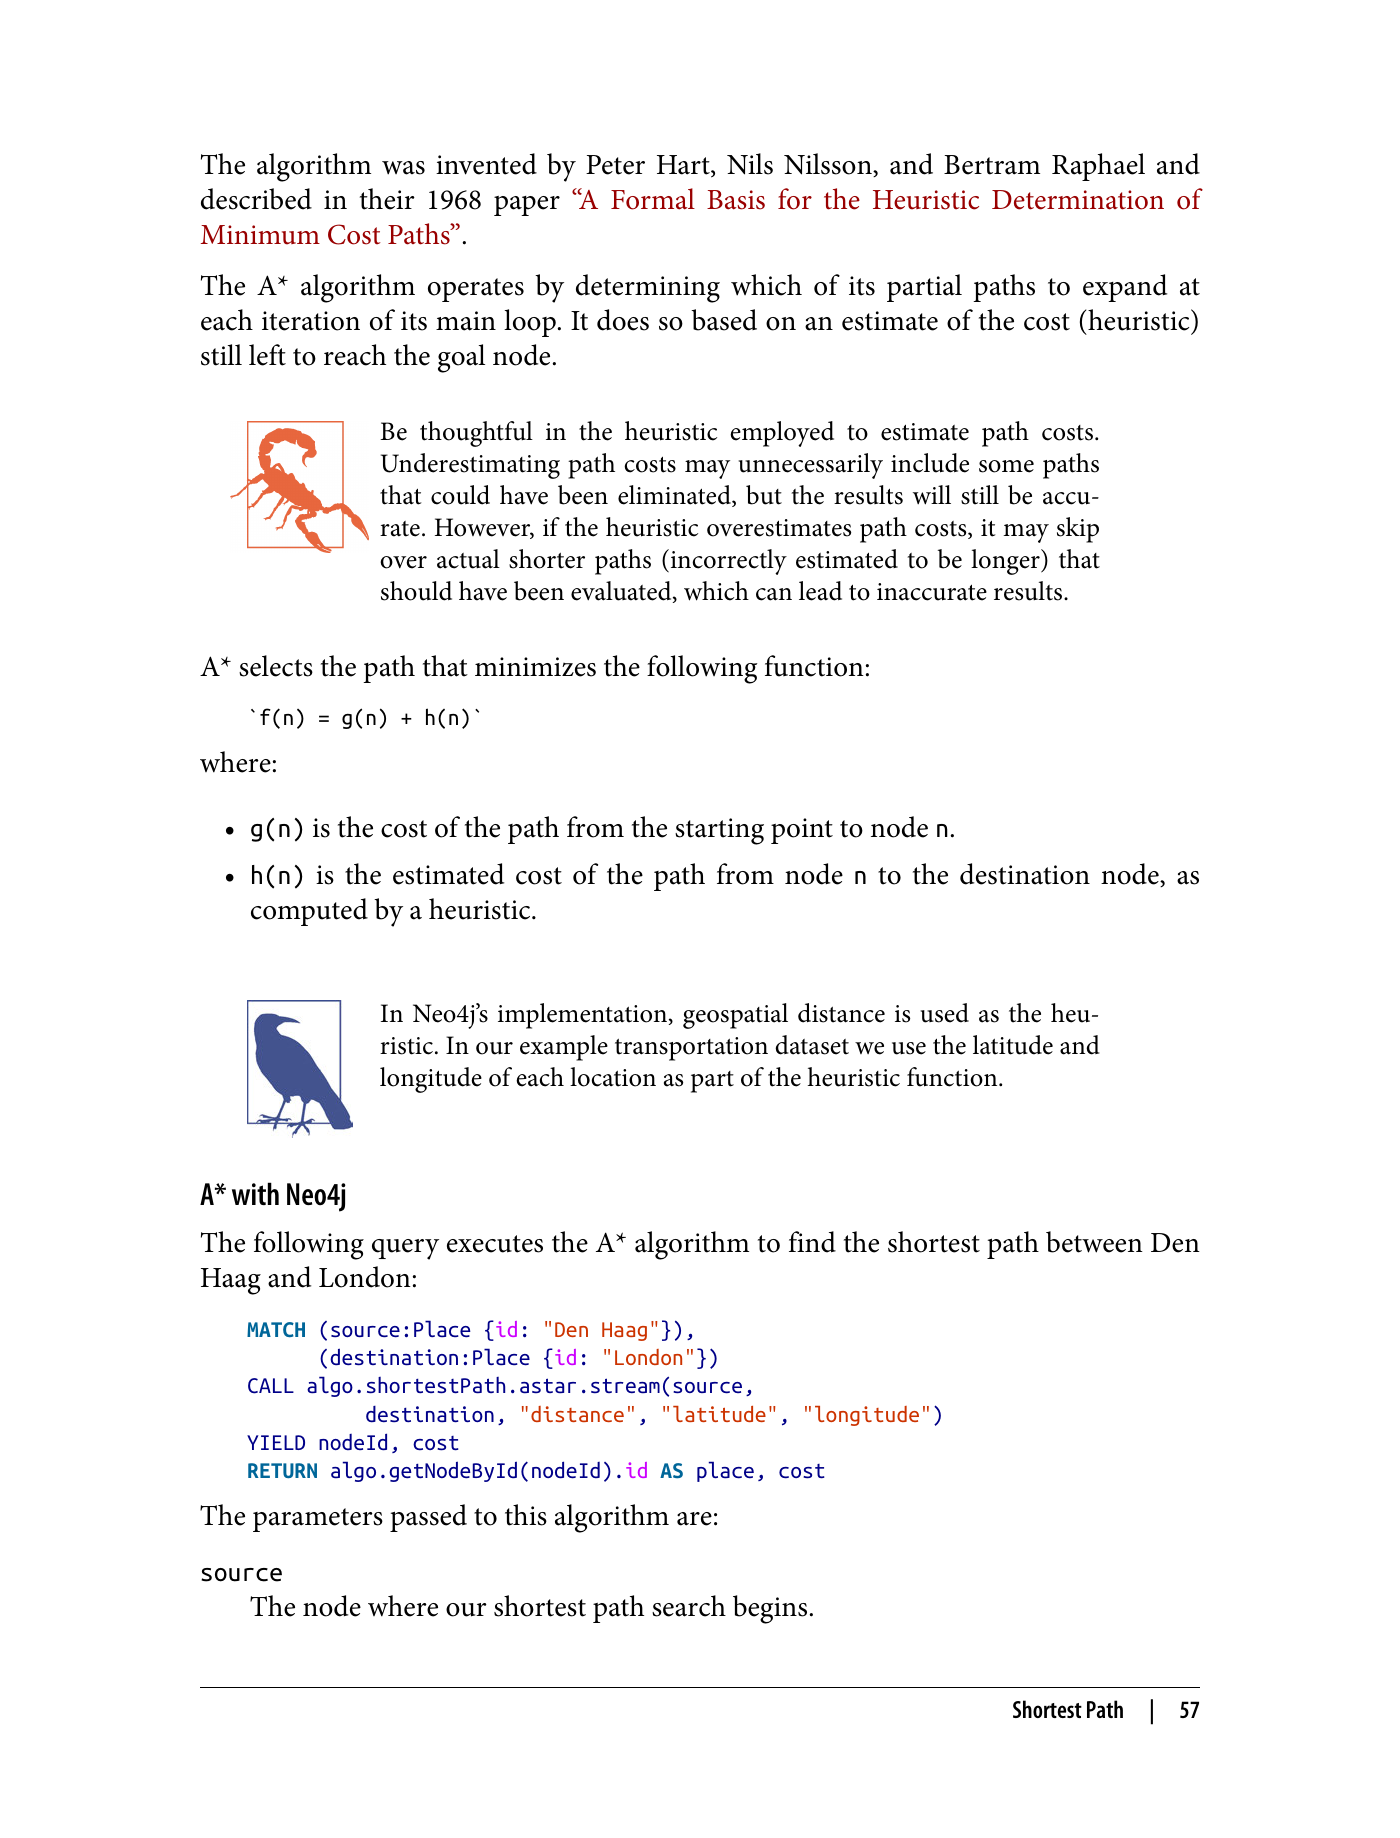 The algorithm was invented by Peter Hart, Nils Nilsson, and Bertram Raphael and
described in their 1968 paper “A Formal Basis for the Heuristic Determination of
Minimum Cost Paths”.
The A* algorithm operates by determining which of its partial paths to expand at
each iteration of its main loop. It does so based on an estimate of the cost (heuristic)
still left to reach the goal node.
Be thoughtful in the heuristic employed to estimate path costs.
Underestimating path costs may unnecessarily include some paths
that could have been eliminated, but the results will still be accu-
rate. However, if the heuristic overestimates path costs, it may skip
over actual shorter paths (incorrectly estimated to be longer) that
should have been evaluated, which can lead to inaccurate results.
A* selects the path that minimizes the following function:
`f(n) = g(n) + h(n)`
where:
• g(n) is the cost of the path from the starting point to node n.
• h(n) is the estimated cost of the path from node n to the destination node, as
computed by a heuristic.
In Neo4j’s implementation, geospatial distance is used as the heu-
ristic. In our example transportation dataset we use the latitude and
longitude of each location as part of the heuristic function.
A* with Neo4j
The following query executes the A* algorithm to find the shortest path between Den
Haag and London:
MATCH (source:Place {id: "Den Haag"}),
      (destination:Place {id: "London"})
CALL algo.shortestPath.astar.stream(source,
          destination, "distance", "latitude", "longitude")
YIELD nodeId, cost
RETURN algo.getNodeById(nodeId).id AS place, cost
The parameters passed to this algorithm are:
source
The node where our shortest path search begins.
Shortest Path | 57